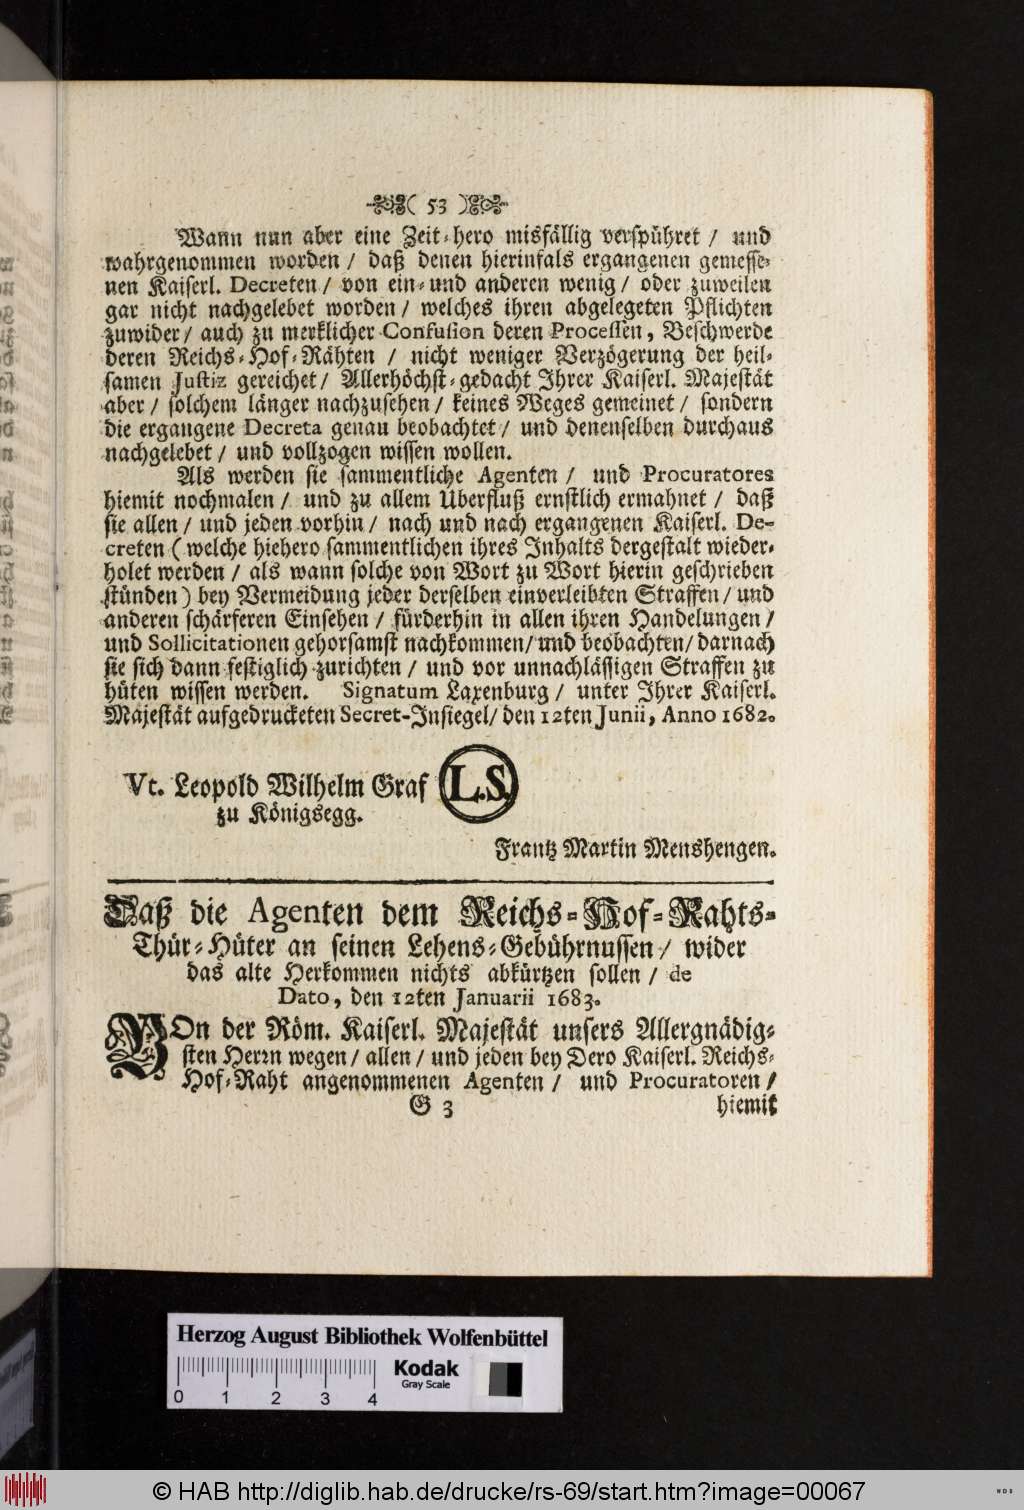 ( 53 )
Wann nun aber eine Zeit-hero misfällig verspühret / und
wahrgenommen worden / daß denen hierinfals ergangenen gemesse-
nen Kaiserl. Decreten / von ein- und anderen wenig / oder zuweilen
gar nicht nachgelebet worden / welches ihren abgelegeten Pflichten
zuwider / auch zu merklicher Confusion deren Processen, Beschwerde
deren Reichs-Hof-Rähten / nicht weniger Verzögerung der heil-
samen Justiz gereichet / Allerhöchst-gedacht Ihrer Kaiserl. Majestät
aber / solchem länger nachzusehen / keines Weges gemeinet / sondern
die ergangene Decreta genau beobachtet / und denenselben durchaus
nachgelebet / und vollzogen wissen wollen.
Als werden sie sammentliche Agenten / und Procuratores
hiemit nochmalen / und zu allem Uberfluß ernstlich ermahnet / daß
sie allen / und jeden vorhin / nach und nach ergangenen Kaiserl. De-
creten ( welche hiehero sammentlichen ihres Inhalts dergestalt wieder-
holet werden / als wann solche von Wort zu Wort hierin geschrieben
stünden ) bey Vermeidung jeder derselben einverleibten Straffen / und
anderen schärferen Einsehen / fürderhin in allen ihren Handelungen /
und Sollicitationen gehorsamst nachkommen / und beobachten / darnach
sie sich dann festiglich zurichten / und vor unnachlässigen Straffen zu
hüten wissen werden. Signatum Laxenburg / unter Ihrer Kaiserl.
Majestät aufgedrucketen Secret-Insiegel / den 12ten Junii, Anno 1682.
Vt. Leopold Wilhelm Graf L.S.
zu Königsegg.
Frantz Martin Menshengen.
Daß die Agenten dem Reichs-Hof-Rahts-
Thür-Hüter an seinen Lehens-Gebührnussen / wider
das alte Herkommen nichts abkürtzen sollen / de
Dato, den 12ten Januarii 1683.
VOn der Röm. Kaiserl. Majestät unsers Allergnädig-
sten Herrn wegen / allen / und jeden bey Dero Kaiserl. Reichs-
Hof-Raht angenommenen Agenten / und Procuratoren /
G 3 hiemit
Herzog August Bibliothek Wolfenbüttel
0 1 2 3 4
Kodak
Gray Scale
© HAB http://diglib.hab.de/drucke/rs-69/start.htm?image=00067